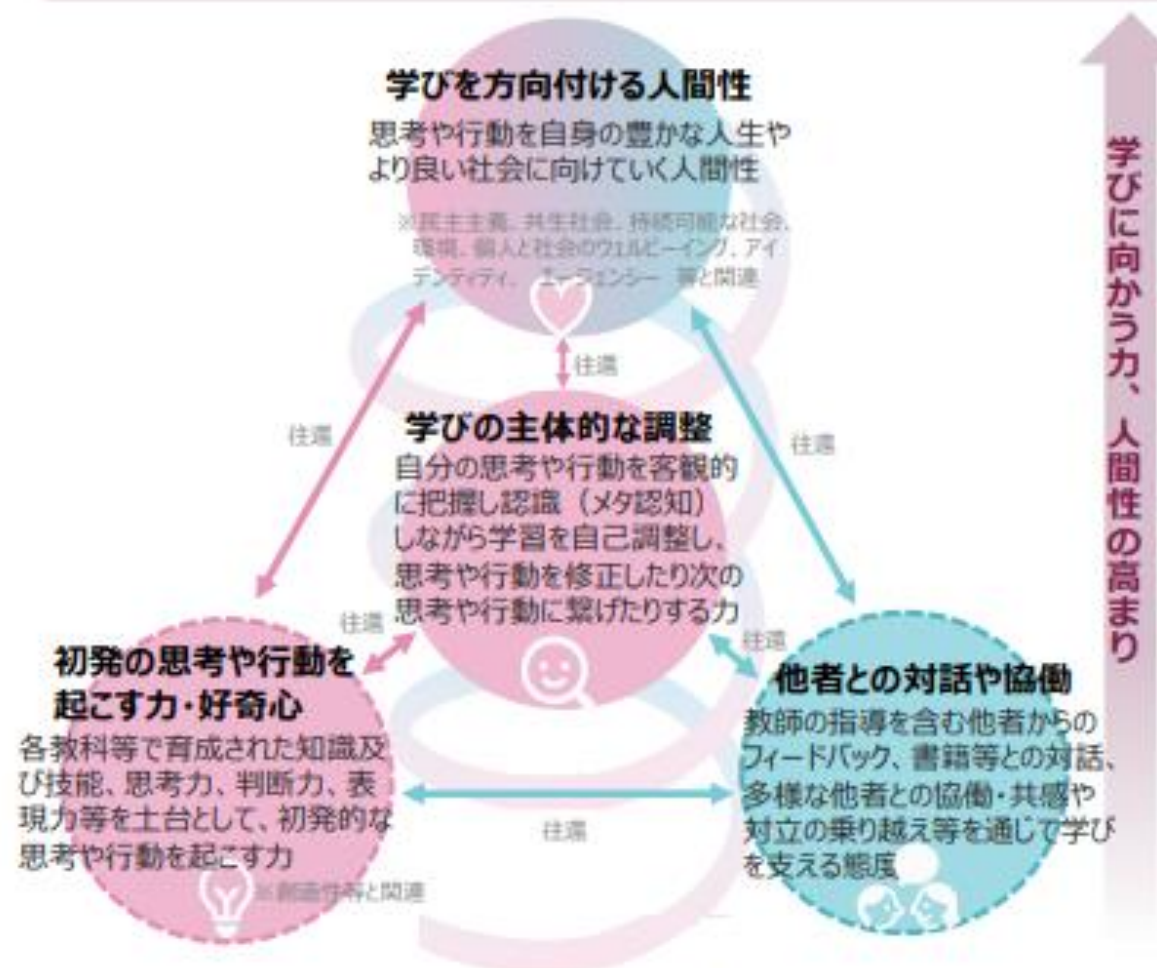 学びを方向付ける人間性
思考や行動を自身の豊かな人生や
より良い社会に向けていく人間性
※民主主義、共生社会、持続可能な社会、
環境、個人と社会のウェルビーイング、アイ
デンティティ、 エージェンシー 等と関連
往還
往還
往還
学びの主体的な調整
自分の思考や行動を客観的
に把握し認識（メタ認知）
しながら学習を自己調整し、
思考や行動を修正したり次の
思考や行動に繋げたりする力
往還
往還
初発の思考や行動を
起こす力・好奇心
各教科等で育成された知識及
び技能、思考力、判断力、表
現力等を土台として、初発的な
思考や行動を起こす力
※創造性等と関連
往還
他者との対話や協働
教師の指導を含む他者からの
フィードバック、書籍等との対話、
多様な他者との協働・共感や
対立の乗り越え等を通じて学び
を支える態度
学びに向かう力、人間性の高まり